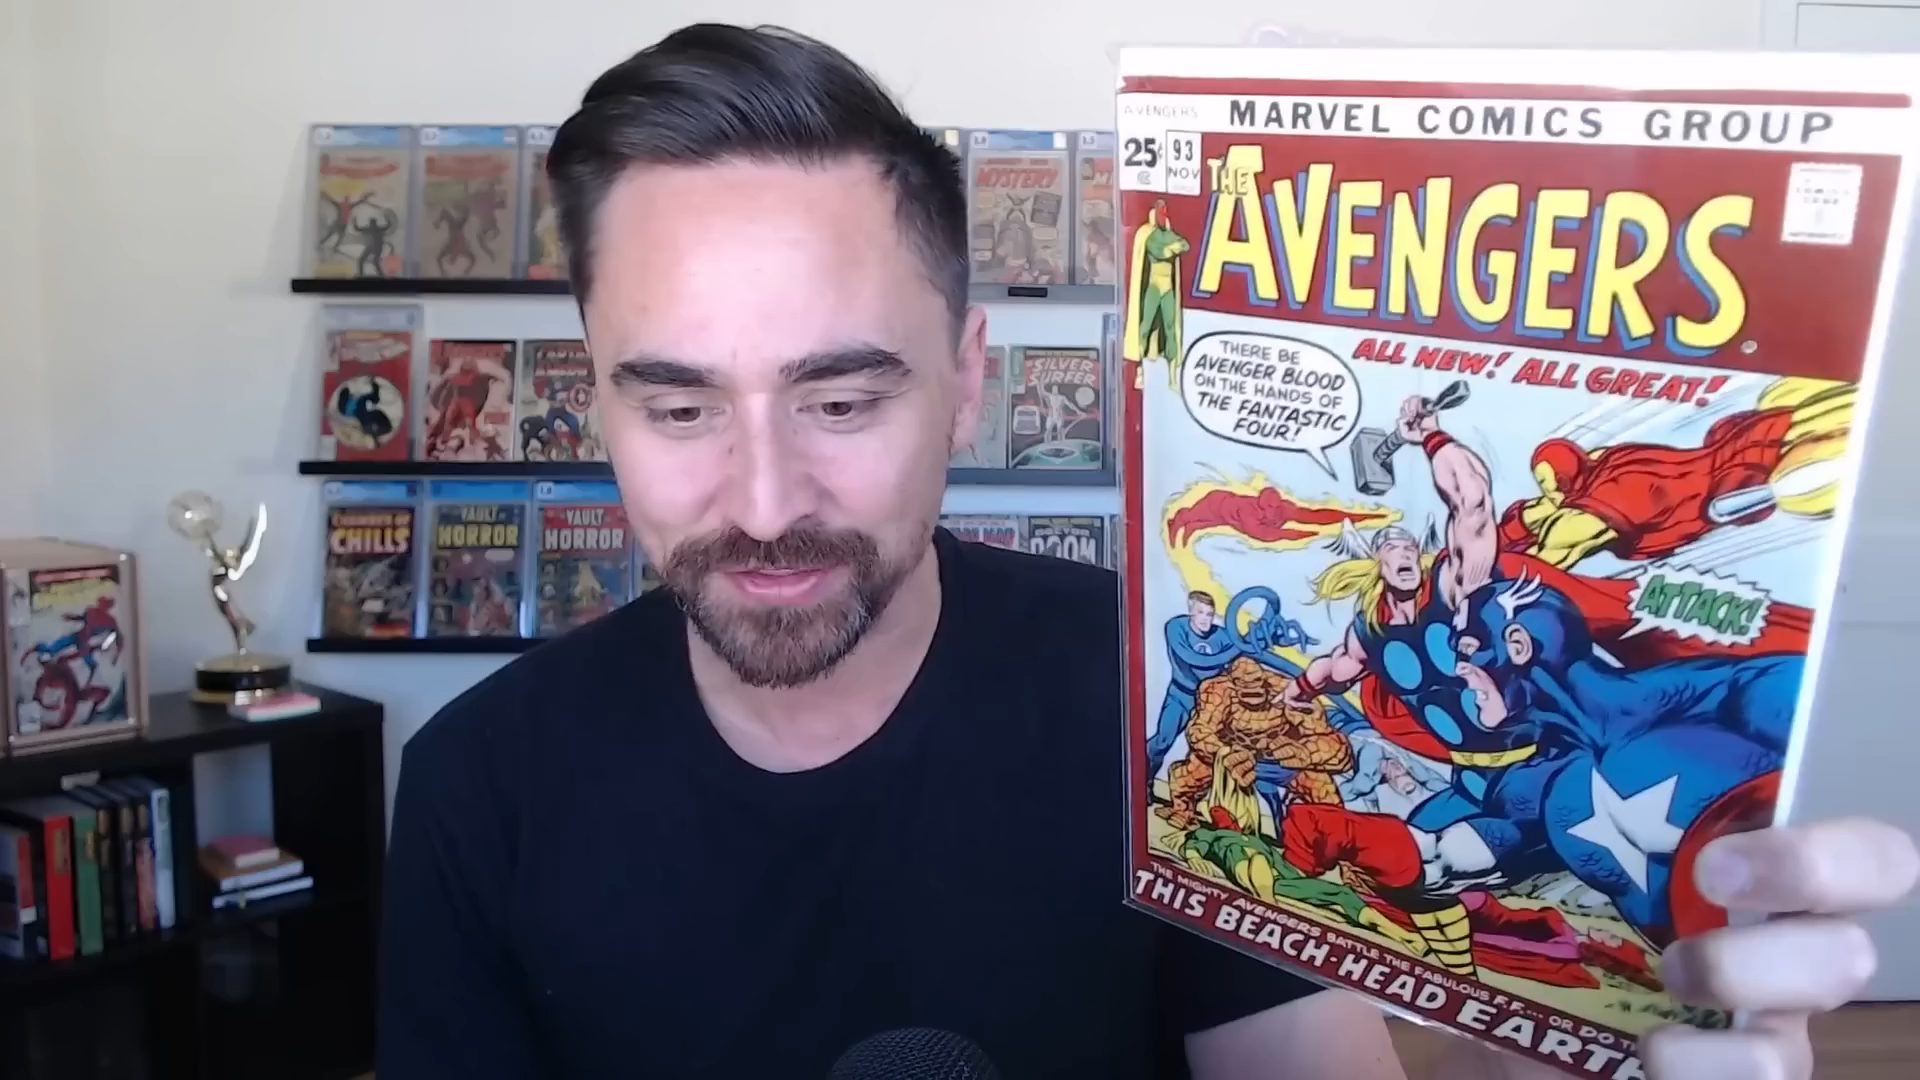 AVENGERS
MARVEL COMICS GROUP
25¢
93
NOV
THE
AVENGERS
ALL NEW! ALL GREAT!
THERE BE
AVENGER BLOOD
ON THE HANDS OF
THE FANTASTIC
FOUR!
ATTACK!
THE MIGHTY AVENGERS BATTLE THE FABULOUS F.F... OR DO
THIS BEACH-HEAD EARTH
MYSTERY
SILVER
SURFER
CHAMBER OF
CHILLS
VAULT
HORROR
VAULT
HORROR
DOOM